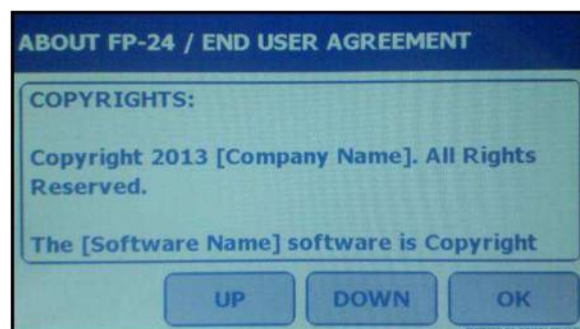 ABOUT FP-24 / END USER AGREEMENT
COPYRIGHTS:
Copyright 2013 [Company Name]. All Rights
Reserved.
The [Software Name] software is Copyright
UP DOWN OK